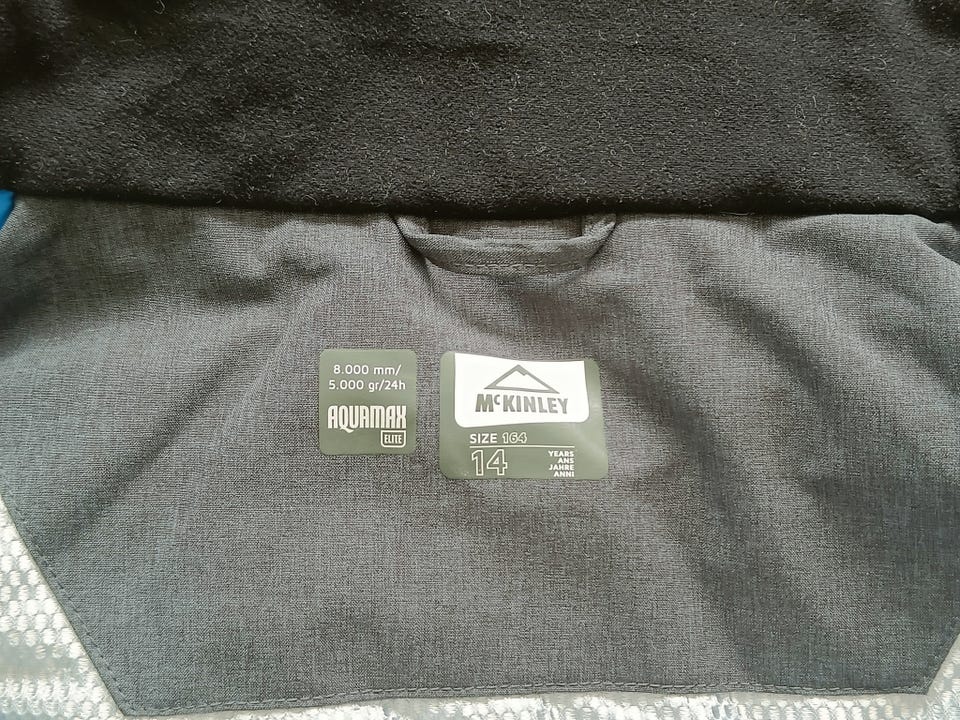 8.000 mm/
5.000 gr/24h
AQUAMAX
ELITE
McKINLEY
SIZE 164
14
YEARS
ANS
JAHRE
ANNI